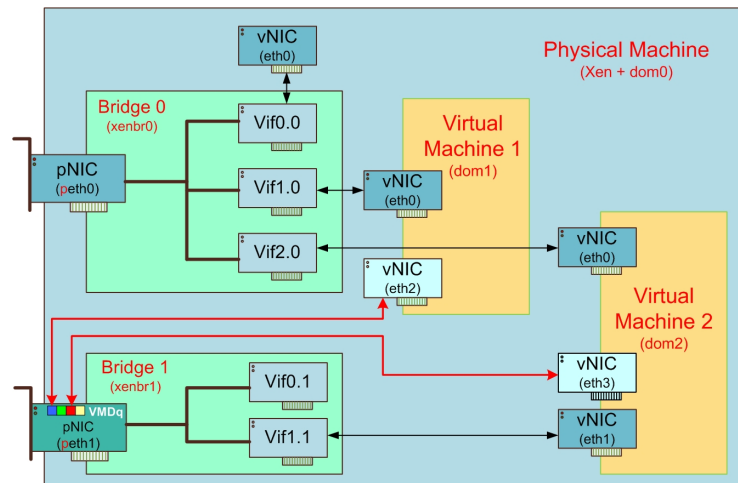 vNIC
(eth0)
Physical Machine
(Xen + dom0)
Bridge 0
(xenbr0)
Vif0.0
Virtual
Machine 1
(dom1)
pNIC
(peth0)
Vif1.0
vNIC
(eth0)
Vif2.0
vNIC
(eth0)
vNIC
(eth2)
Virtual
Machine 2
(dom2)
Bridge 1
(xenbr1)
Vif0.1
vNIC
(eth3)
VMDq
pNIC
(peth1)
Vif1.1
vNIC
(eth1)